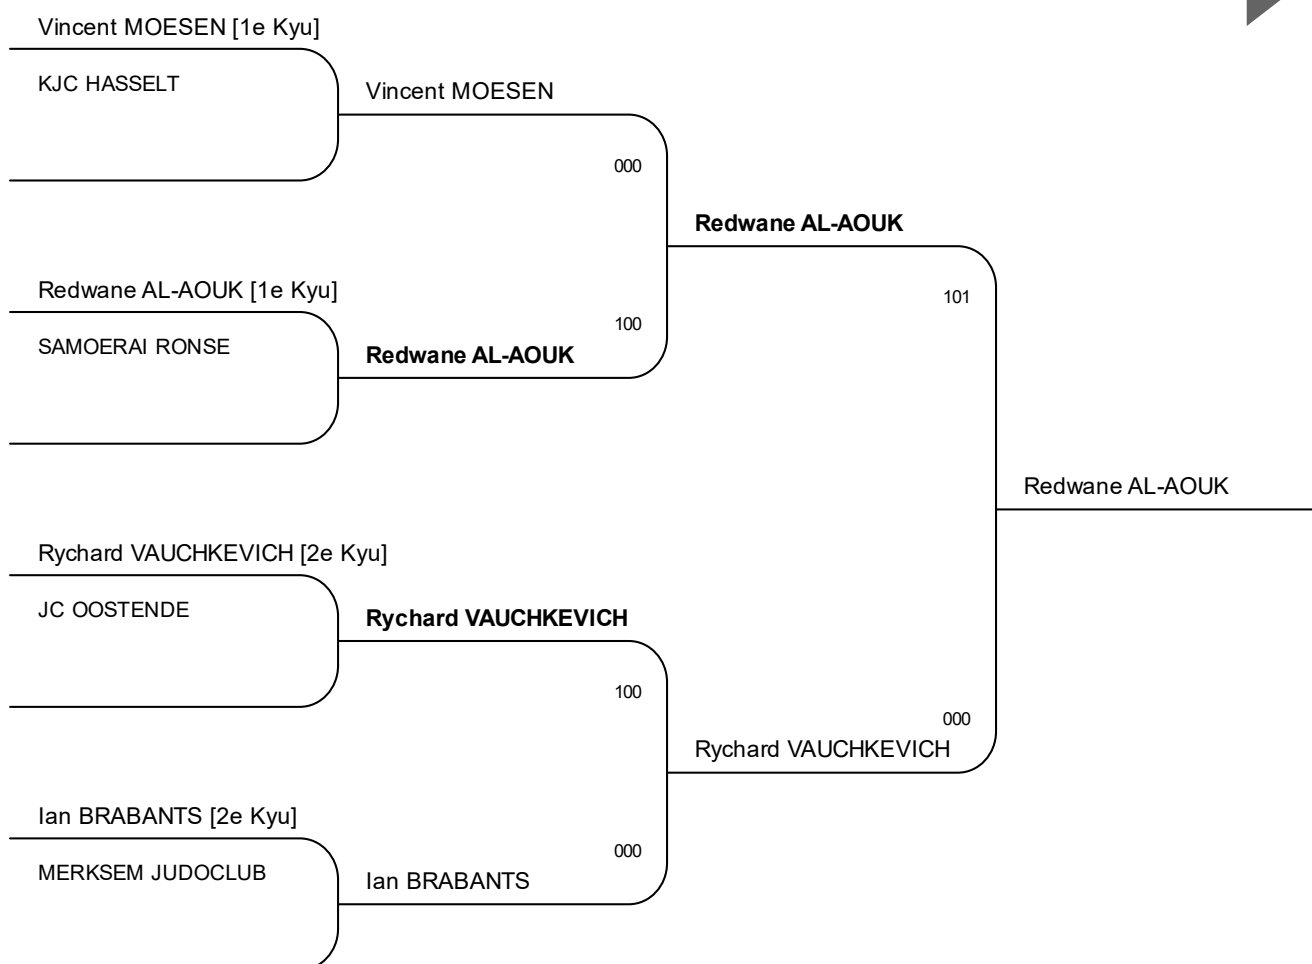 Vincent MOESEN [1e Kyu]
KJC HASSELT
Vincent MOESEN
000
Redwane AL-AOUK
Redwane AL-AOUK [1e Kyu]
101
SAMOERAI RONSE
100
Redwane AL-AOUK
Redwane AL-AOUK
Rychard VAUCHKEVICH [2e Kyu]
JC OOSTENDE
Rychard VAUCHKEVICH
100
000
Rychard VAUCHKEVICH
Ian BRABANTS [2e Kyu]
000
MERKSEM JUDOCLUB
Ian BRABANTS